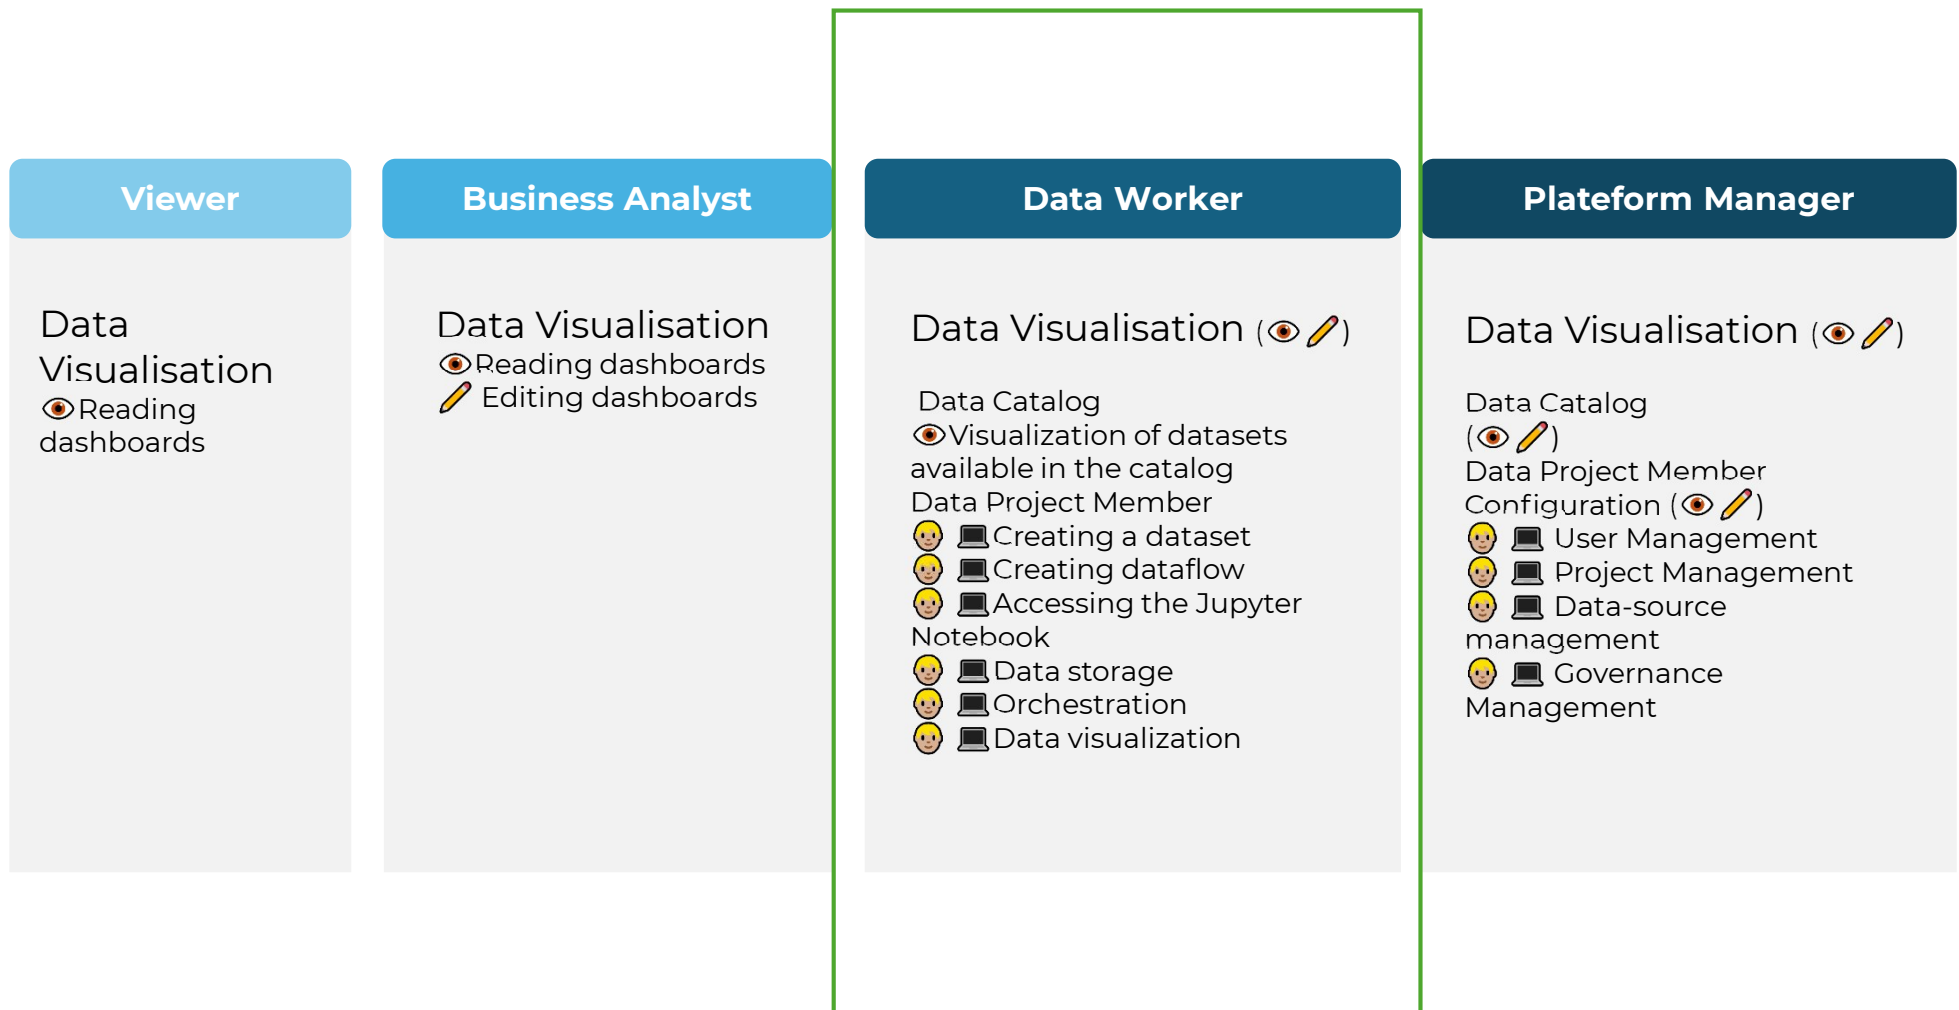 Viewer
Data
Visualisation
👁Reading
dashboards
Business Analyst
Data Visualisation
👁Reading dashboards
✏️ Editing dashboards
Data Worker
Data Visualisation (👁✏️)
Data Catalog
👁Visualization of datasets
available in the catalog
Data Project Member
👱🏼 💻Creating a dataset
👱🏼 💻Creating dataflow
👱🏼 💻Accessing the Jupyter
Notebook
👱🏼 💻Data storage
👱🏼 💻Orchestration
👱🏼 💻Data visualization
Plateform Manager
Data Visualisation (👁✏️)
Data Catalog
(👁✏️)
Data Project Member
Configuration (👁✏️)
👱🏼 💻 User Management
👱🏼 💻 Project Management
👱🏼 💻 Data-source
management
👱🏼 💻 Governance
Management